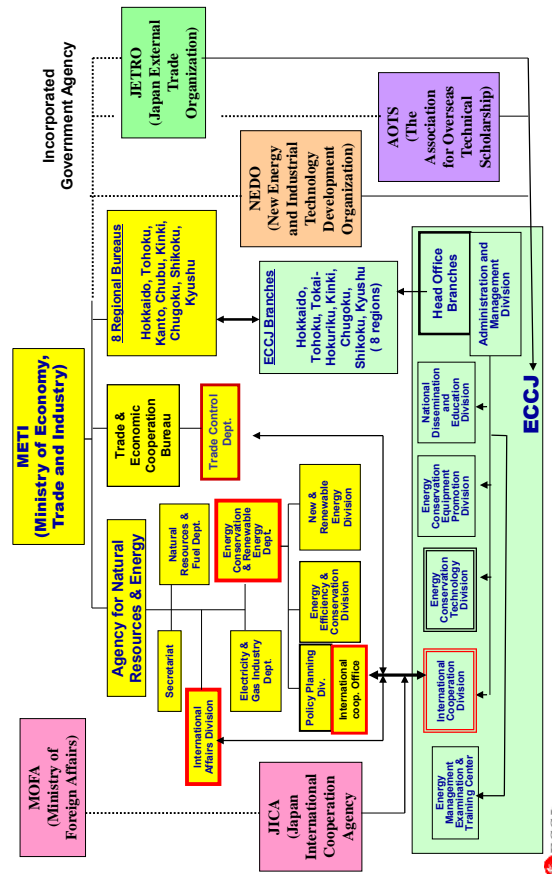 MOFA
(Ministry of
Foreign Affairs)
METI
(Ministry of Economy,
Trade and Industry)
Incorporated
Government Agency
Agency for Natural
Resources & Energy
Trade &
Economic
Cooperation
Bureau
8 Regional Bureaus
Hokkaido, Tohoku,
Kanto, Chubu, Kinki,
Chugoku, Shikoku,
Kyushu
JETRO
(Japan External
Trade
Organization)
Secretariat
Natural
Resources &
Fuel Dept.
Trade Control
Dept.
NEDO
(New Energy
and Industrial
Technology
Development
Organization)
International
Affairs Division
Electricity &
Gas Industry
Dept.
Energy
Conservation
& Renewable
Energy
Dept.
ECCJ Branches
Hokkaido,
Tohoku, Tokai-
Hokuriku, Kinki,
Chugoku,
Shikoku, Kyushu
( 8 regions)
AOTS
(The
Association
for Overseas
Technical
Scholarship)
JICA
(Japan
International
Cooperation
Agency
Policy Planning
Div.
International
coop. Office
Energy
Efficiency &
Conservation
Division
New &
Renewable
Energy
Division
Energy
Management
Examination &
Training Center
International
Cooperation
Division
Energy
Conservation
Technology
Division
Energy
Conservation
Equipment
Promotion
Division
National
Dissemination
and
Education
Division
Head Office
Branches
Administration and
Management
Division
ECCJ